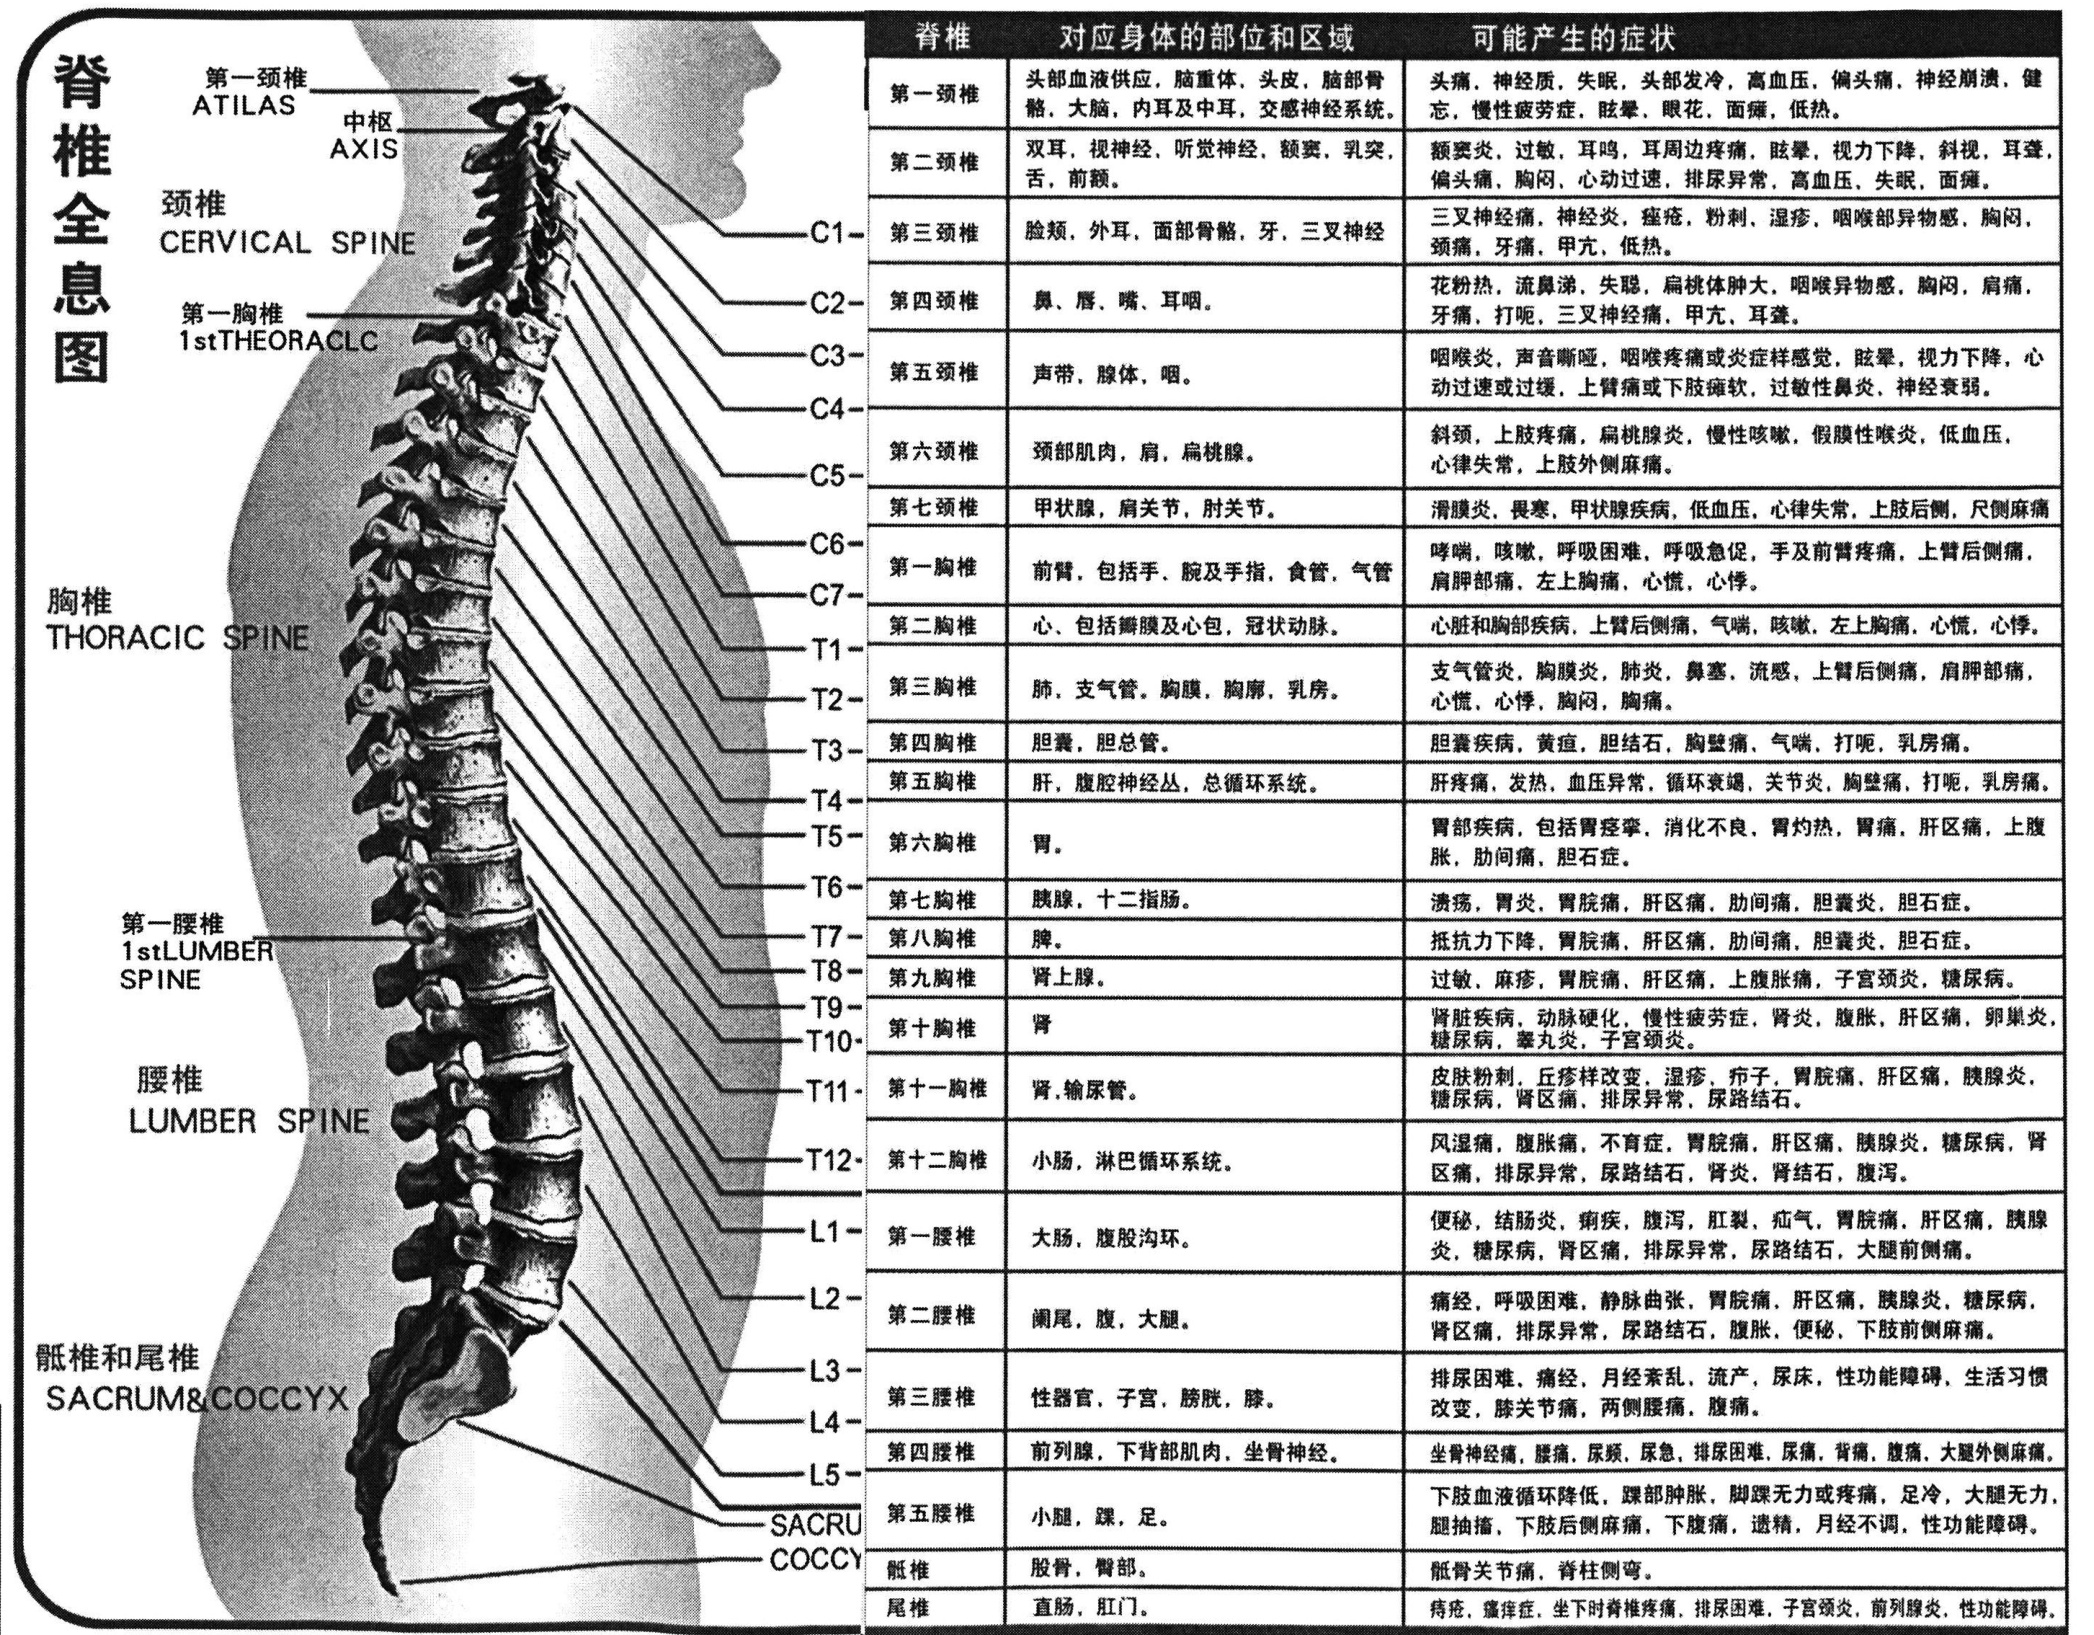 脊椎全息图
第一颈椎
ATILAS
中枢
AXIS
颈椎
CERVICAL SPINE
第一胸椎
1stTHEORACLC
胸椎
THORACIC SPINE
第一腰椎
1stLUMBER
SPINE
腰椎
LUMBER SPINE
骶椎和尾椎
SACRUM&COCCYX
C1
C2
C3
C4
C5
C6
C7
T1
T2
T3
T4
T5
T6
T7
T8
T9
T10
T11
T12
L1
L2
L3
L4
L5
SACRU
COCCY
脊椎 对应身体的部位和区域 可能产生的症状
第一颈椎
头部血液供应，脑重体，头皮，脑部骨
骼，大脑，内耳及中耳，交感神经系统。
头痛，神经质，失眠，头部发冷，高血压，偏头痛，神经崩溃，健
忘，慢性疲劳症，眩晕，眼花，面瘫，低热。
第二颈椎
双耳，视神经，听觉神经，额窦，乳突，
舌，前额。
额窦炎，过敏，耳鸣，耳周边疼痛，眩晕，视力下降，斜视，耳聋，
偏头痛，胸闷，心动过速，排尿异常，高血压，失眠，面瘫。
第三颈椎
脸颊，外耳，面部骨骼，牙，三叉神经
三叉神经痛，神经炎，痤疮，粉刺，湿疹，咽喉部异物感，胸闷，
颈痛，牙痛，甲亢，低热。
第四颈椎
鼻、唇、嘴、耳咽。
花粉热，流鼻涕，失聪，扁桃体肿大，咽喉异物感，胸闷，肩痛，
牙痛，打呃，三叉神经痛，甲亢，耳聋。
第五颈椎
声带，腺体，咽。
咽喉炎，声音嘶哑，咽喉疼痛或炎症样感觉，眩晕，视力下降，心
动过速或过缓，上臂痛或下肢瘫软，过敏性鼻炎，神经衰弱。
第六颈椎
颈部肌肉，肩，扁桃腺。
斜颈，上肢疼痛，扁桃腺炎，慢性咳嗽，假膜性喉炎，低血压，
心律失常，上肢外侧麻痛。
第七颈椎
甲状腺，肩关节，肘关节。
滑膜炎，畏寒，甲状腺疾病，低血压，心律失常，上肢后侧，尺侧麻痛
第一胸椎
前臂，包括手、腕及手指，食管，气管
哮喘，咳嗽，呼吸困难，呼吸急促，手及前臂疼痛，上臂后侧痛，
肩胛部痛，左上胸痛，心慌，心悸。
第二胸椎
心、包括瓣膜及心包，冠状动脉。
心脏和胸部疾病，上臂后侧痛，气喘，咳嗽，左上胸痛，心慌，心悸。
第三胸椎
肺，支气管。胸膜，胸廓，乳房。
支气管炎，胸膜炎，肺炎，鼻塞，流感，上臂后侧痛，肩胛部痛，
心慌，心悸，胸闷，胸痛。
第四胸椎
胆囊，胆总管。
胆囊疾病，黄疸，胆结石，胸壁痛，气喘，打呃，乳房痛。
第五胸椎
肝，腹腔神经丛，总循环系统。
肝疼痛，发热，血压异常，循环衰竭，关节炎，胸壁痛，打呃，乳房痛。
第六胸椎
胃。
胃部疾病，包括胃痉挛，消化不良，胃灼热，胃痛，肝区痛，上腹
胀，肋间痛，胆石症。
第七胸椎
胰腺，十二指肠。
溃疡，胃炎，胃脘痛，肝区痛，肋间痛，胆囊炎，胆石症。
第八胸椎
脾。
抵抗力下降，胃脘痛，肝区痛，肋间痛，胆囊炎，胆石症。
第九胸椎
肾上腺。
过敏，麻疹，胃脘痛，肝区痛，上腹胀痛，子宫颈炎，糖尿病。
第十胸椎
肾
肾脏疾病，动脉硬化，慢性疲劳症，肾炎，腹胀，肝区痛，卵巢炎，
糖尿病，睾丸炎，子宫颈炎。
第十一胸椎
肾,输尿管。
皮肤粉刺，丘疹样改变，湿疹，疖子，胃脘痛，肝区痛，胰腺炎，
糖尿病，肾区痛，排尿异常，尿路结石。
第十二胸椎
小肠，淋巴循环系统。
风湿痛，腹胀痛，不育症，胃脘痛，肝区痛，胰腺炎，糖尿病，肾
区痛，排尿异常，尿路结石，肾炎，肾结石，腹泻。
第一腰椎
大肠，腹股沟环。
便秘，结肠炎，痢疾，腹泻，肛裂，疝气，胃脘痛，肝区痛，胰腺
炎，糖尿病，肾区痛，排尿异常，尿路结石，大腿前侧痛。
第二腰椎
阑尾，腹，大腿。
痛经，呼吸困难，静脉曲张，胃脘痛，肝区痛，胰腺炎，糖尿病，
肾区痛，排尿异常，尿路结石，腹胀，便秘，下肢前侧麻痛。
第三腰椎
性器官，子宫，膀胱，膝。
排尿困难，痛经，月经紊乱，流产，尿床，性功能障碍，生活习惯
改变，膝关节痛，两侧腰痛，腹痛。
第四腰椎
前列腺，下背部肌肉，坐骨神经。
坐骨神经痛，腰痛，尿频，尿急，排尿困难，尿痛，背痛，腹痛，大腿外侧麻痛。
第五腰椎
小腿，踝，足。
下肢血液循环降低，踝部肿胀，脚踝无力或疼痛，足冷，大腿无力，
腿抽搐，下肢后侧麻痛，下腹痛，遗精，月经不调，性功能障碍。
骶椎
股骨，臀部。
骶骨关节痛，脊柱侧弯。
尾椎
直肠，肛门。
痔疮，瘙痒症，坐下时脊椎疼痛，排尿困难，子宫颈炎，前列腺炎，性功能障碍。